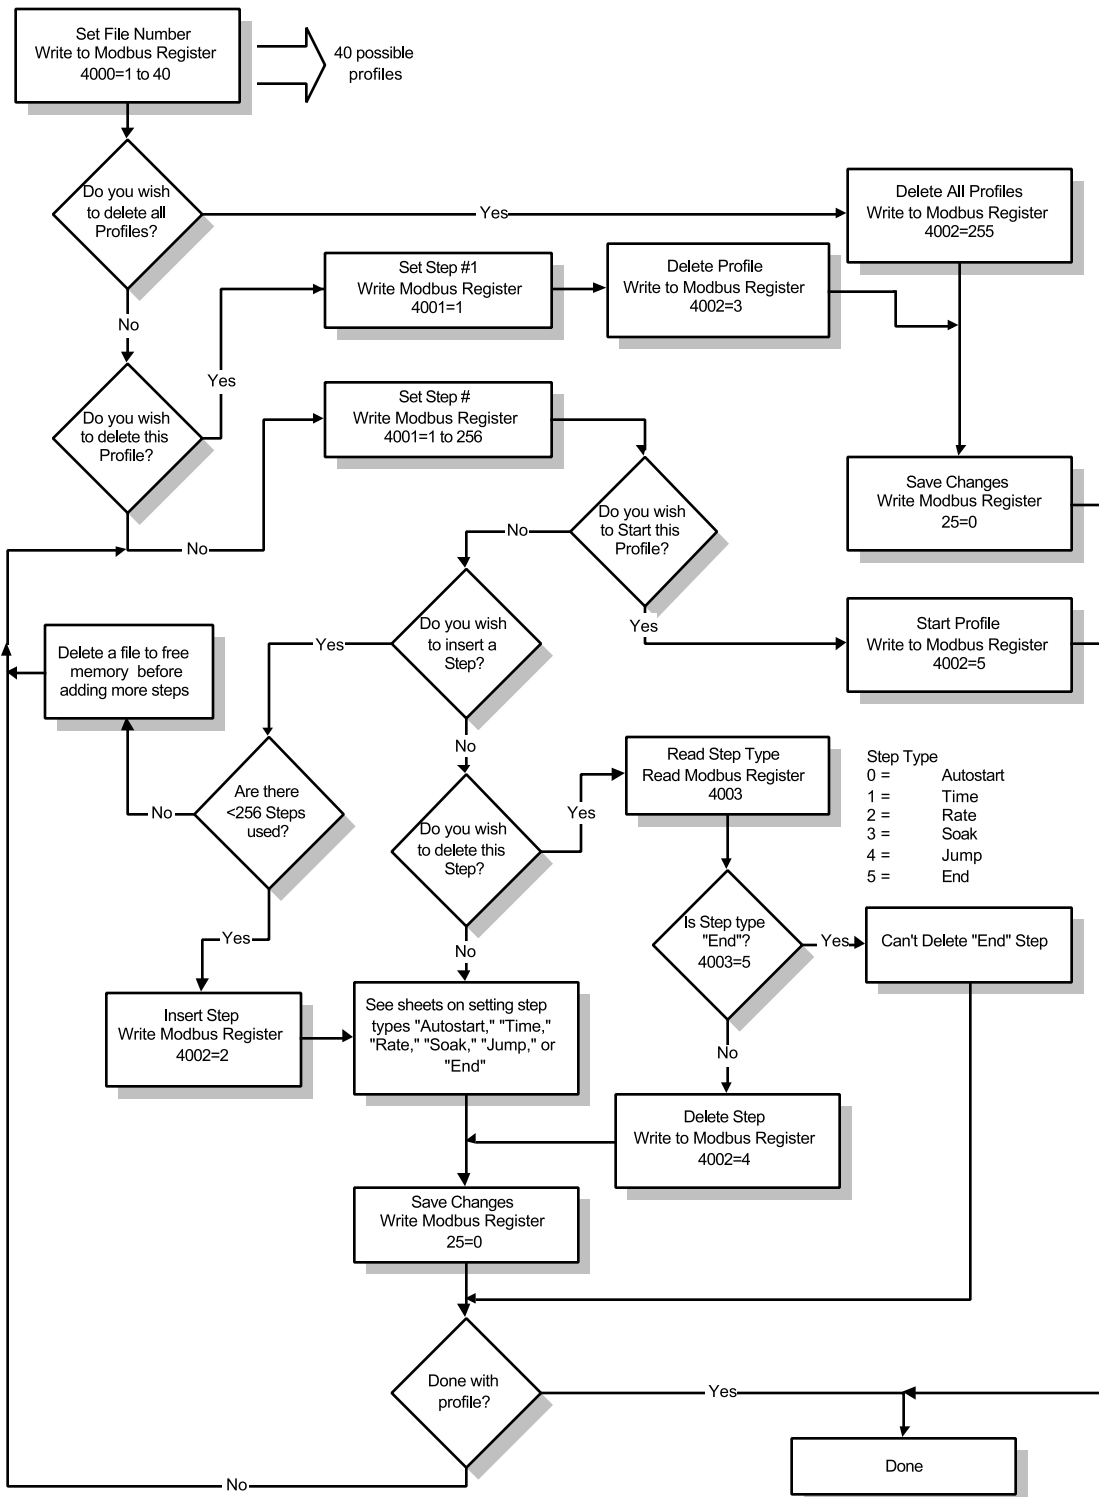 Set File Number
Write to Modbus Register
4000=1 to 40
40 possible
profiles
Do you wish
to delete all
Profiles?
Yes
Delete All Profiles
Write to Modbus Register
4002=255
Set Step #1
Write Modbus Register
4001=1
Delete Profile
Write to Modbus Register
4002=3
No
Yes
Do you wish
to delete this
Profile?
Set Step #
Write Modbus Register
4001=1 to 256
Save Changes
Write Modbus Register
25=0
Do you wish
to Start this
Profile?
No
No
Do you wish
to insert a
Step?
Yes
Yes
Start Profile
Write to Modbus Register
4002=5
Delete a file to free
memory before
adding more steps
No
Read Step Type
Read Modbus Register
4003
Step Type
0 = Autostart
1 = Time
2 = Rate
3 = Soak
4 = Jump
5 = End
Are there
<256 Steps
used?
No
Do you wish
to delete this
Step?
Yes
Is Step type
"End"?
4003=5
Yes
Can't Delete "End" Step
Yes
No
Insert Step
Write Modbus Register
4002=2
See sheets on setting step
types "Autostart," "Time,"
"Rate," "Soak," "Jump," or
"End"
No
Delete Step
Write to Modbus Register
4002=4
Save Changes
Write Modbus Register
25=0
Done with
profile?
Yes
Done
No